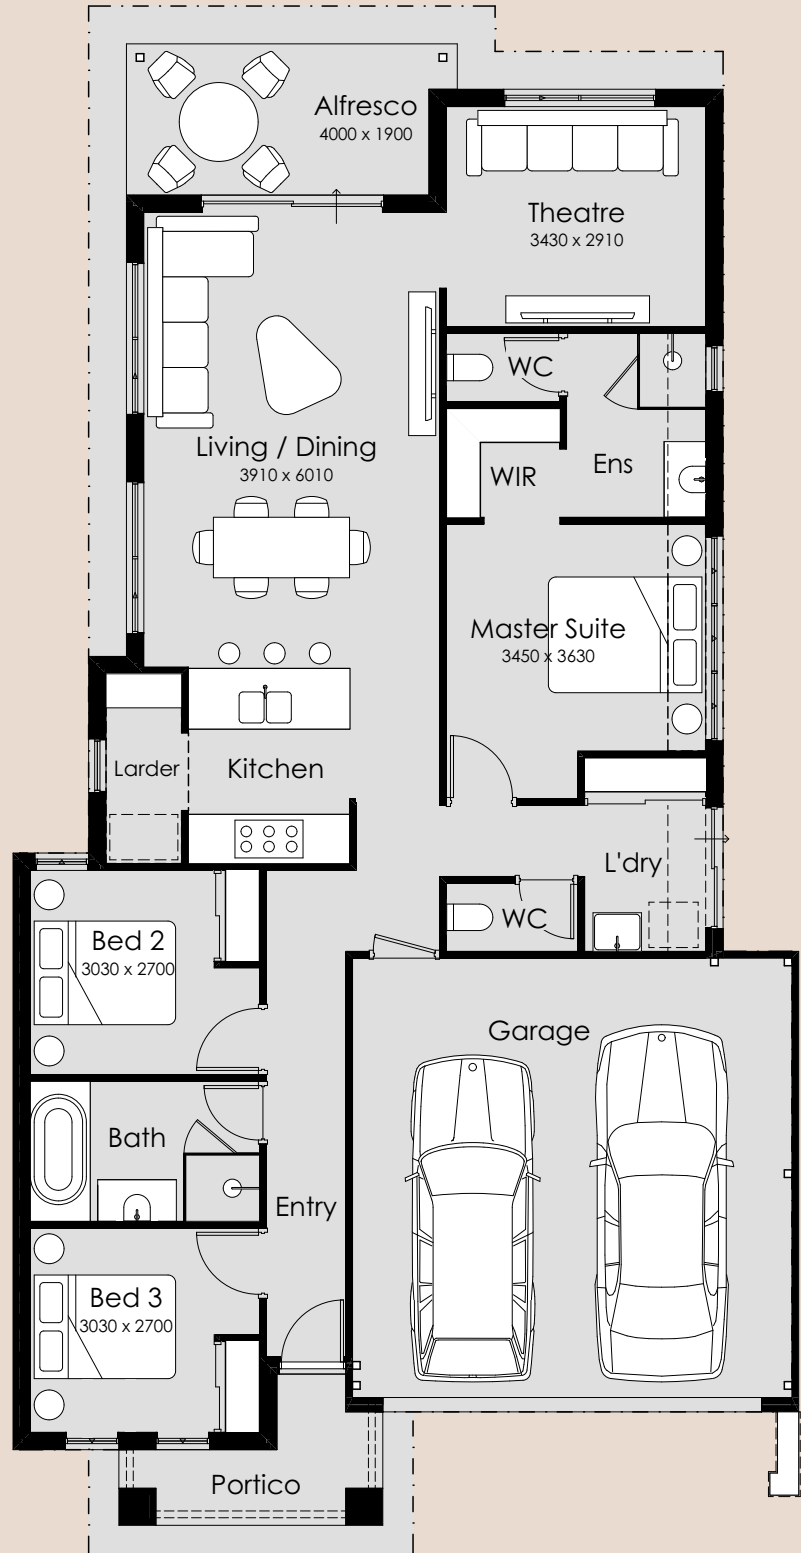 Alfresco
4000 x 1900
Theatre
3430 x 2910
WC
Living / Dining
3910 x 6010
WIR
Ens
Master Suite
3450 x 3630
Larder
Kitchen
L'dry
WC
Bed 2
3030 x 2700
Garage
Bath
Entry
Bed 3
3030 x 2700
Portico